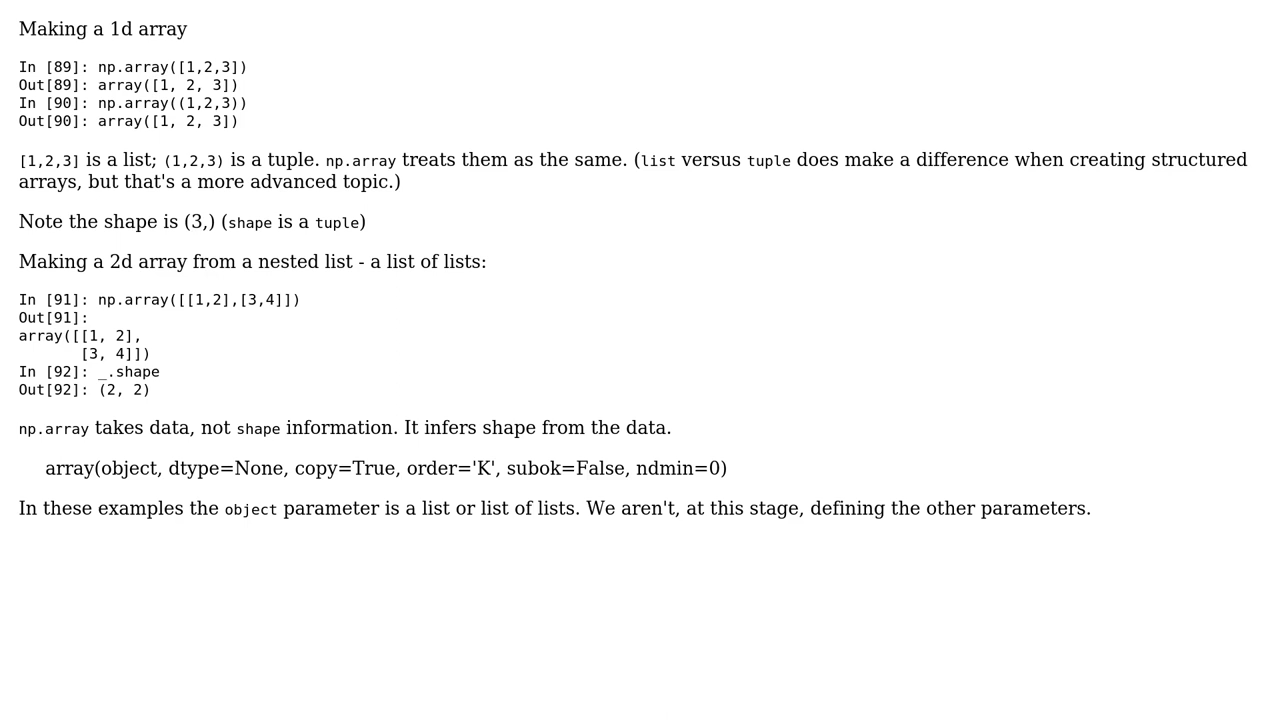 Making a 1d array
In [89]: np.array([1,2,3])
Out[89]: array([1, 2, 3])
In [90]: np.array((1,2,3))
Out[90]: array([1, 2, 3])
[1,2,3] is a list; (1,2,3) is a tuple. np.array treats them as the same. (list versus tuple does make a difference when creating structured
arrays, but that's a more advanced topic.)
Note the shape is (3,) (shape is a tuple)
Making a 2d array from a nested list - a list of lists:
In [91]: np.array([[1,2],[3,4]])
Out[91]:
array([[1, 2],
       [3, 4]])
In [92]: _.shape
Out[92]: (2, 2)
np.array takes data, not shape information. It infers shape from the data.
array(object, dtype=None, copy=True, order='K', subok=False, ndmin=0)
In these examples the object parameter is a list or list of lists. We aren't, at this stage, defining the other parameters.